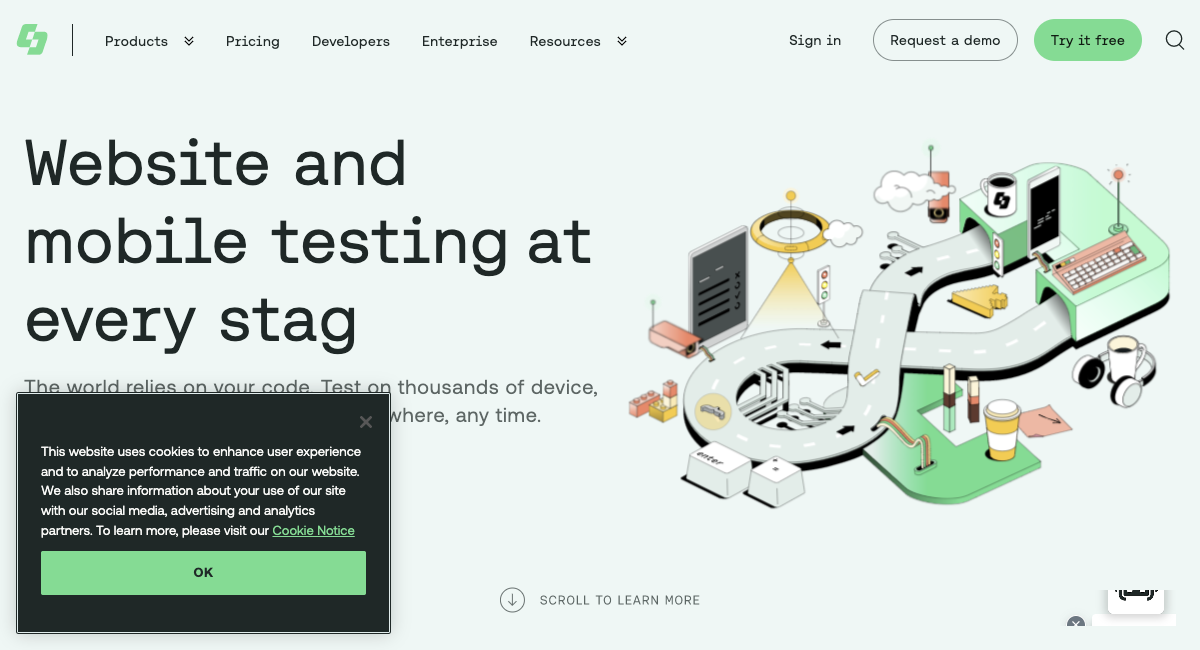 Products
Pricing
Developers
Enterprise
Resources
Sign in
Request a demo
Try it free
Website and
mobile testing at
every stag
The world relies on your code. Test on thousands of device,
where, any time.
This website uses cookies to enhance user experience
and to analyze performance and traffic on our website.
We also share information about your use of our site
with our social media, advertising and analytics
partners. To learn more, please visit our Cookie Notice
OK
enter
SCROLL TO LEARN MORE